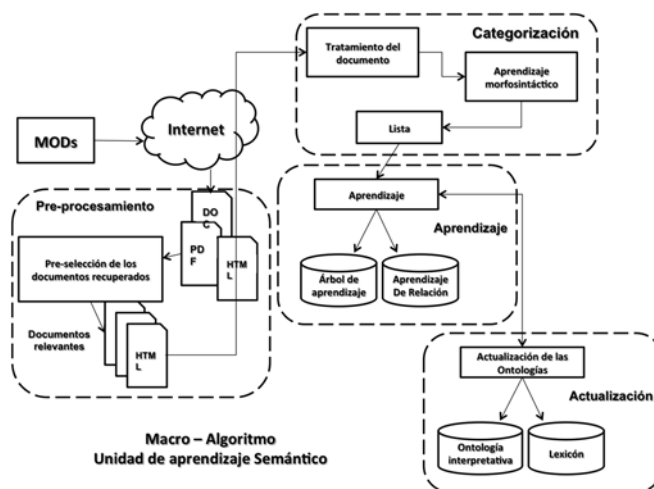 Categorización
Tratamiento del
documento
Aprendizaje
morfosintáctico
Lista
MODs
Internet
Pre-procesamiento
DO
C
PD
F
HTM
L
Pre-selección de los
documentos recuperados
Documentos
relevantes
HTM
L
Aprendizaje
Aprendizaje
Árbol de
aprendizaje
Aprendizaje
De Relación
Actualización de las
Ontologías
Actualización
Ontología
interpretativa
Lexicón
Macro – Algoritmo
Unidad de aprendizaje Semántico